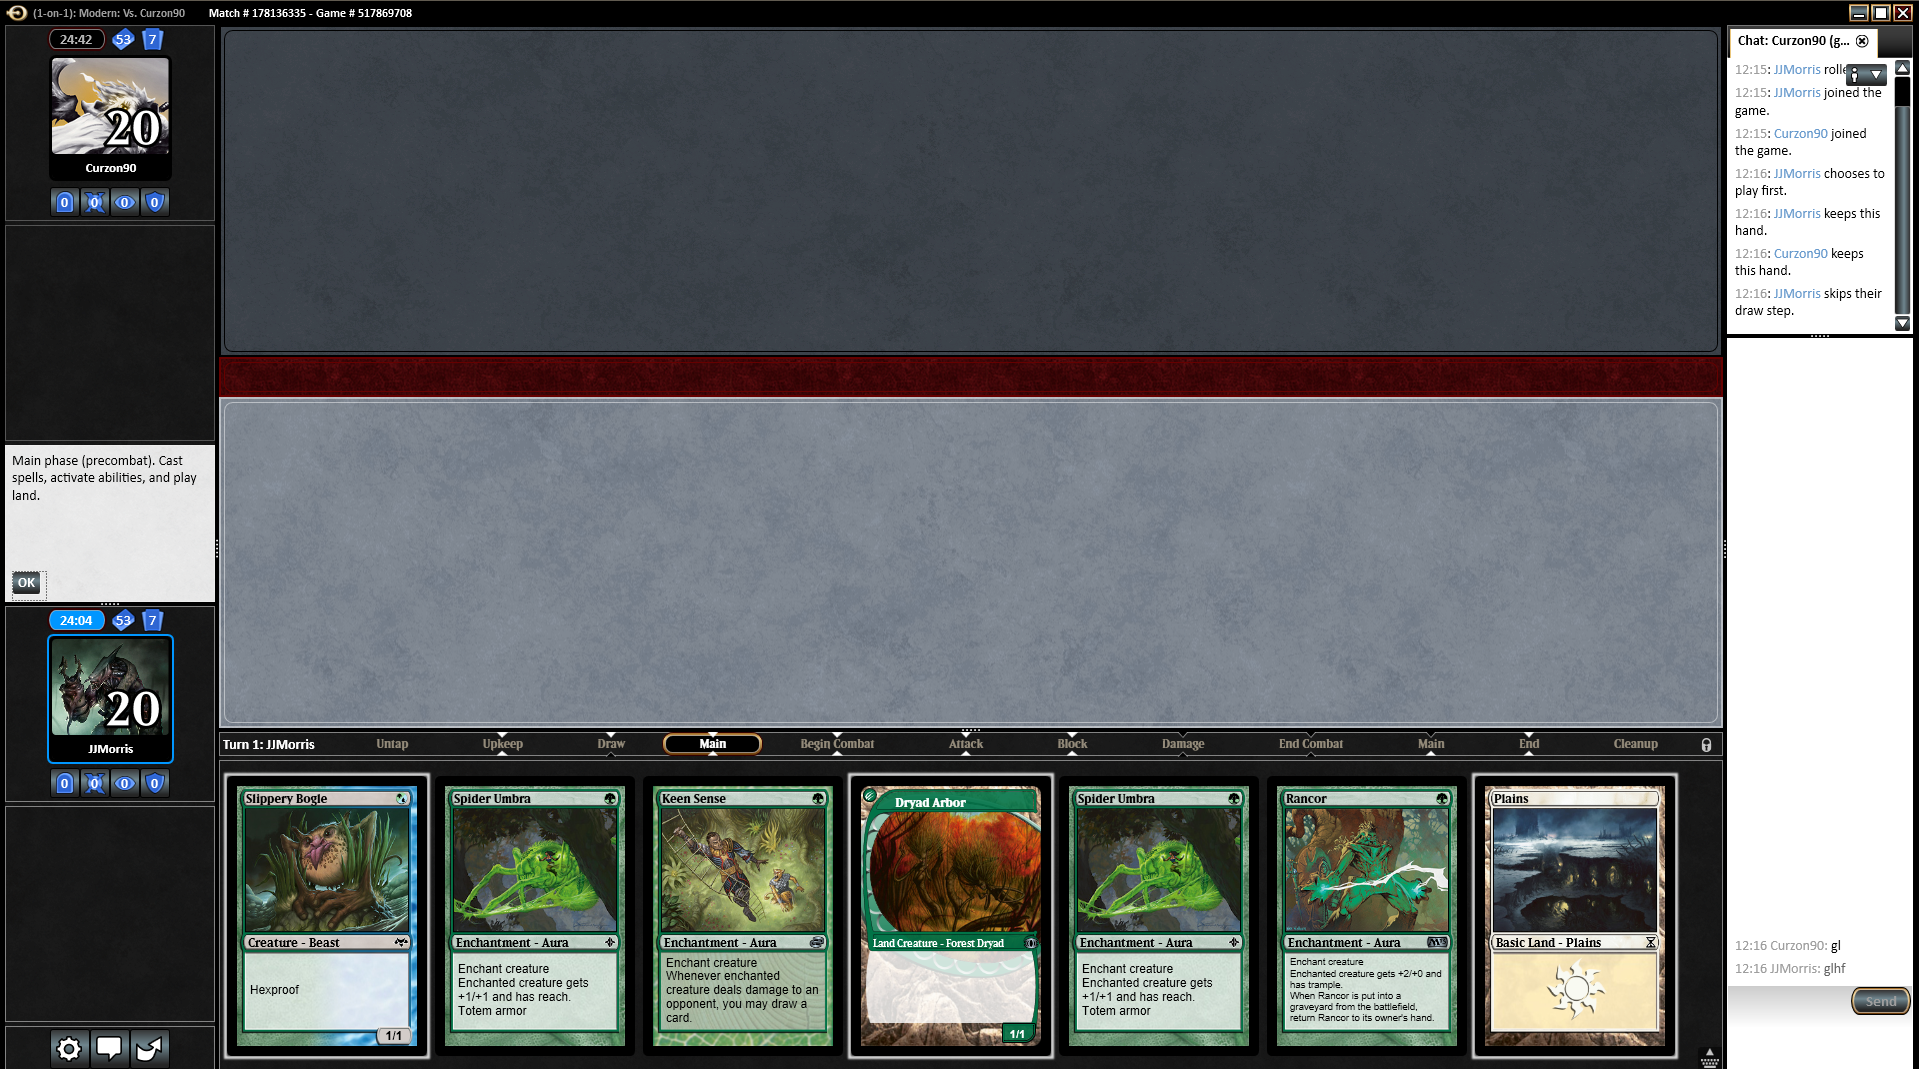 (1-on-1): Modern: Vs. Curzon90 Match # 178136335 - Game # 517869708
24:42 53 7
20
Curzon90
0 0 0 0
Main phase (precombat). Cast
spells, activate abilities, and play
land.
OK
24:04 53 7
20
JJMorris
0 0 0 0
Turn 1: JJMorris Untap Upkeep Draw Main Begin Combat Attack Block Damage End Combat Main End Cleanup
Slippery Bogle
Creature - Beast
Hexproof
1/1
Spider Umbra
Enchantment - Aura
Enchant creature
Enchanted creature gets
+1/+1 and has reach.
Totem armor
Keen Sense
Enchantment - Aura
Enchant creature
Whenever enchanted
creature deals damage to an
opponent, you may draw a
card.
Dryad Arbor
Land Creature - Forest Dryad
1/1
Spider Umbra
Enchantment - Aura
Enchant creature
Enchanted creature gets
+1/+1 and has reach.
Totem armor
Rancor
Enchantment - Aura
Enchant creature
Enchanted creature gets +2/+0 and
has trample.
When Rancor is put into a
graveyard from the battlefield,
return Rancor to its owner's hand.
Plains
Basic Land - Plains
Chat: Curzon90 (g...
12:15: JJMorris rolle
12:15: JJMorris joined the
game.
12:15: Curzon90 joined
the game.
12:16: JJMorris chooses to
play first.
12:16: JJMorris keeps this
hand.
12:16: Curzon90 keeps
this hand.
12:16: JJMorris skips their
draw step.
12:16 Curzon90: gl
12:16 JJMorris: glhf
Send